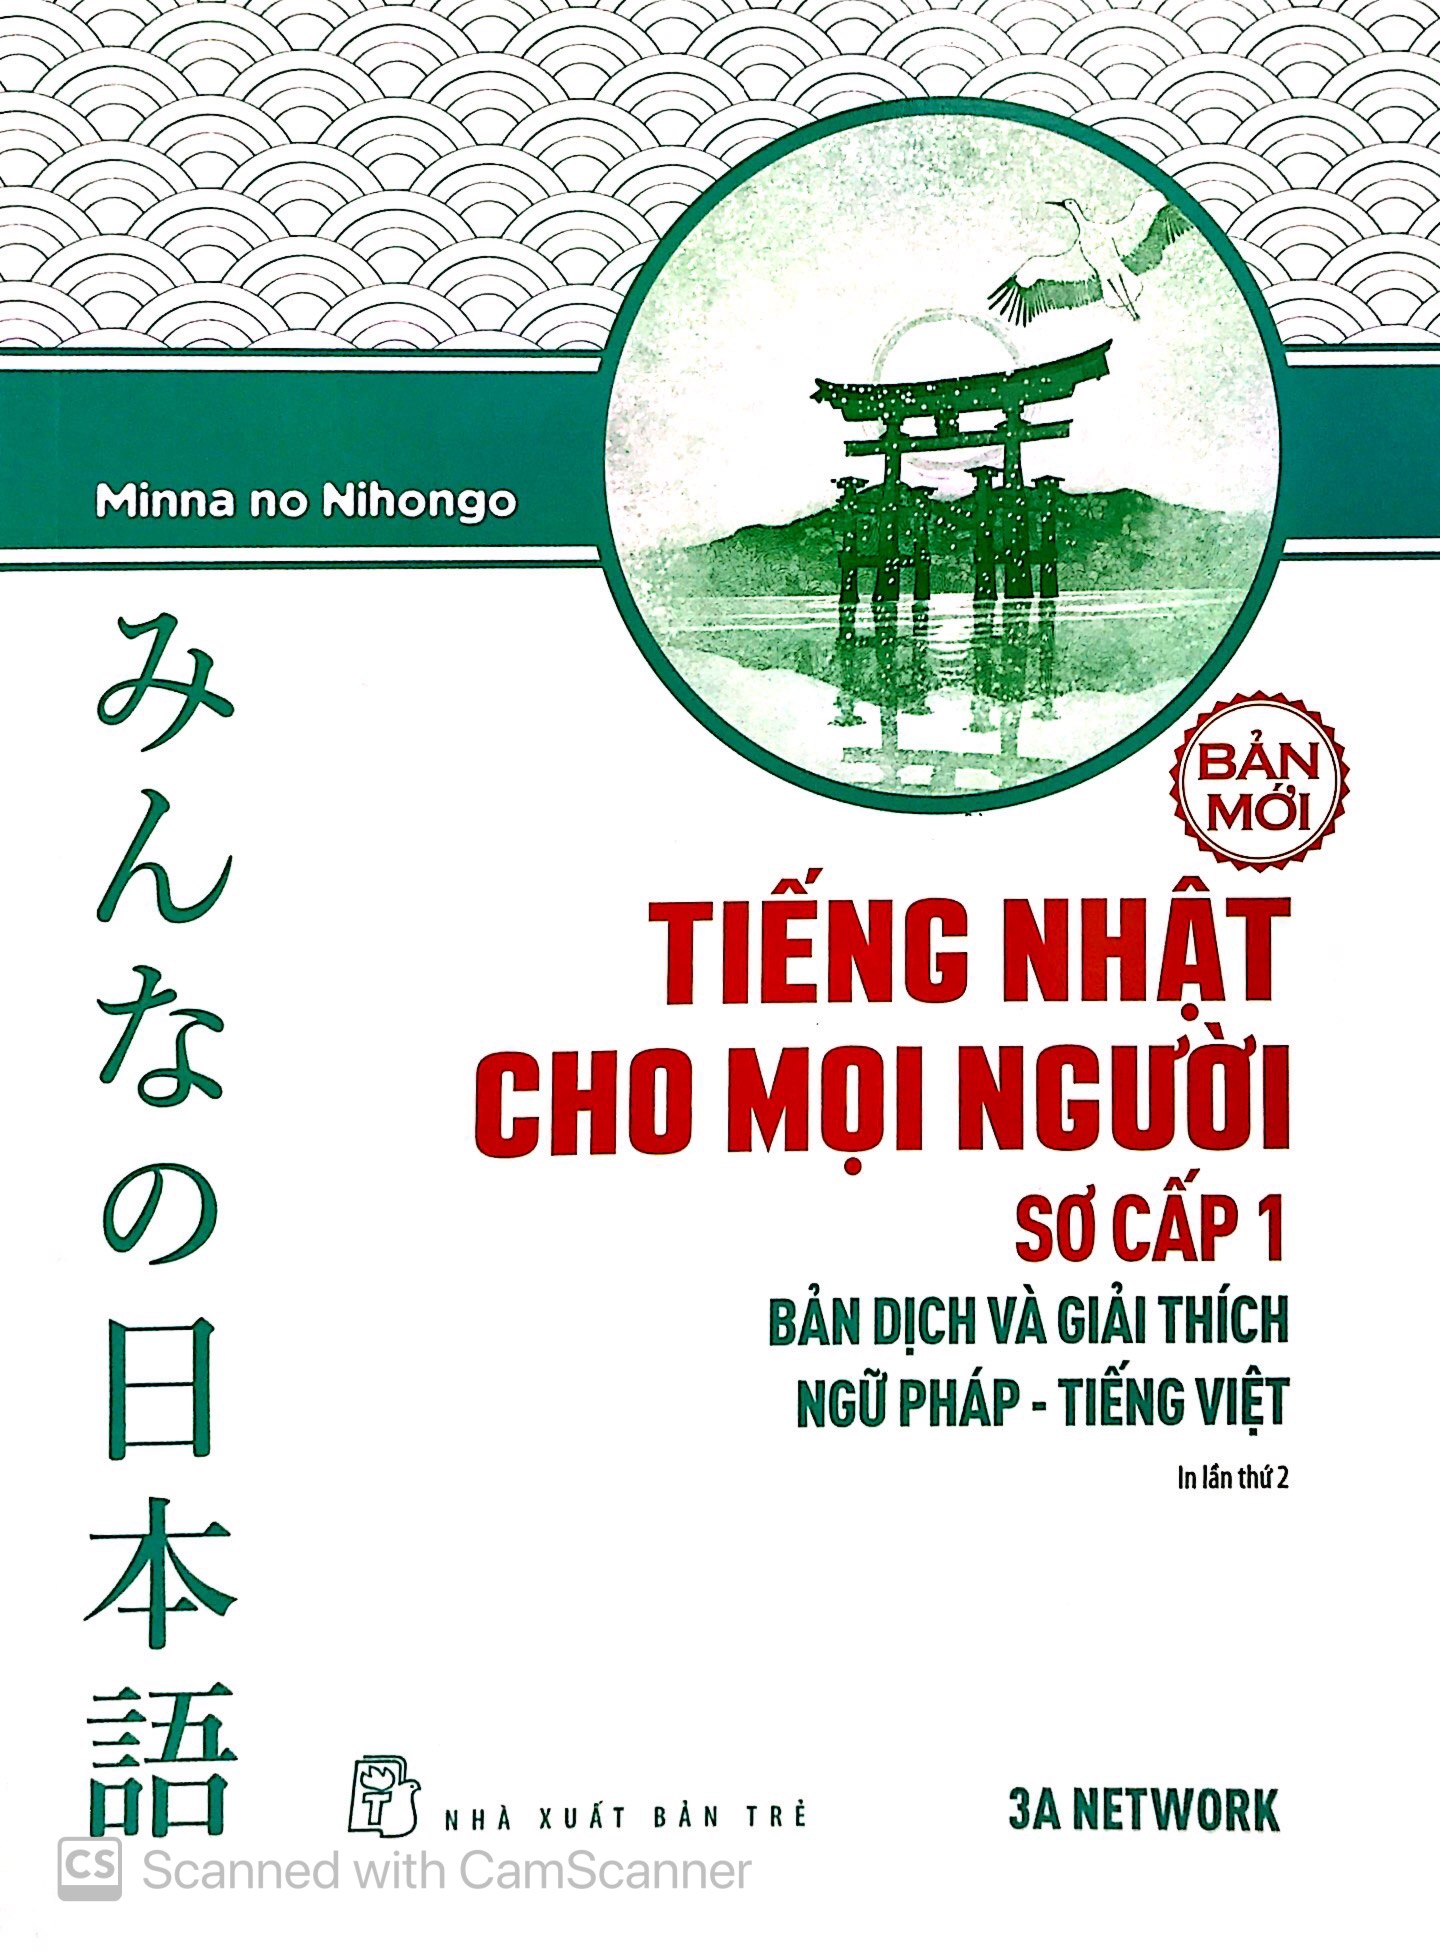 Minna no Nihongo
みんなの日本語
BẢN
MỚI
TIẾNG NHẬT
CHO MỌI NGƯỜI
SƠ CẤP 1
BẢN DỊCH VÀ GIẢI THÍCH
NGỮ PHÁP - TIẾNG VIỆT
In lần thứ 2
T
NHÀ XUẤT BẢN TRẺ
3A NETWORK
CS Scanned with CamScanner